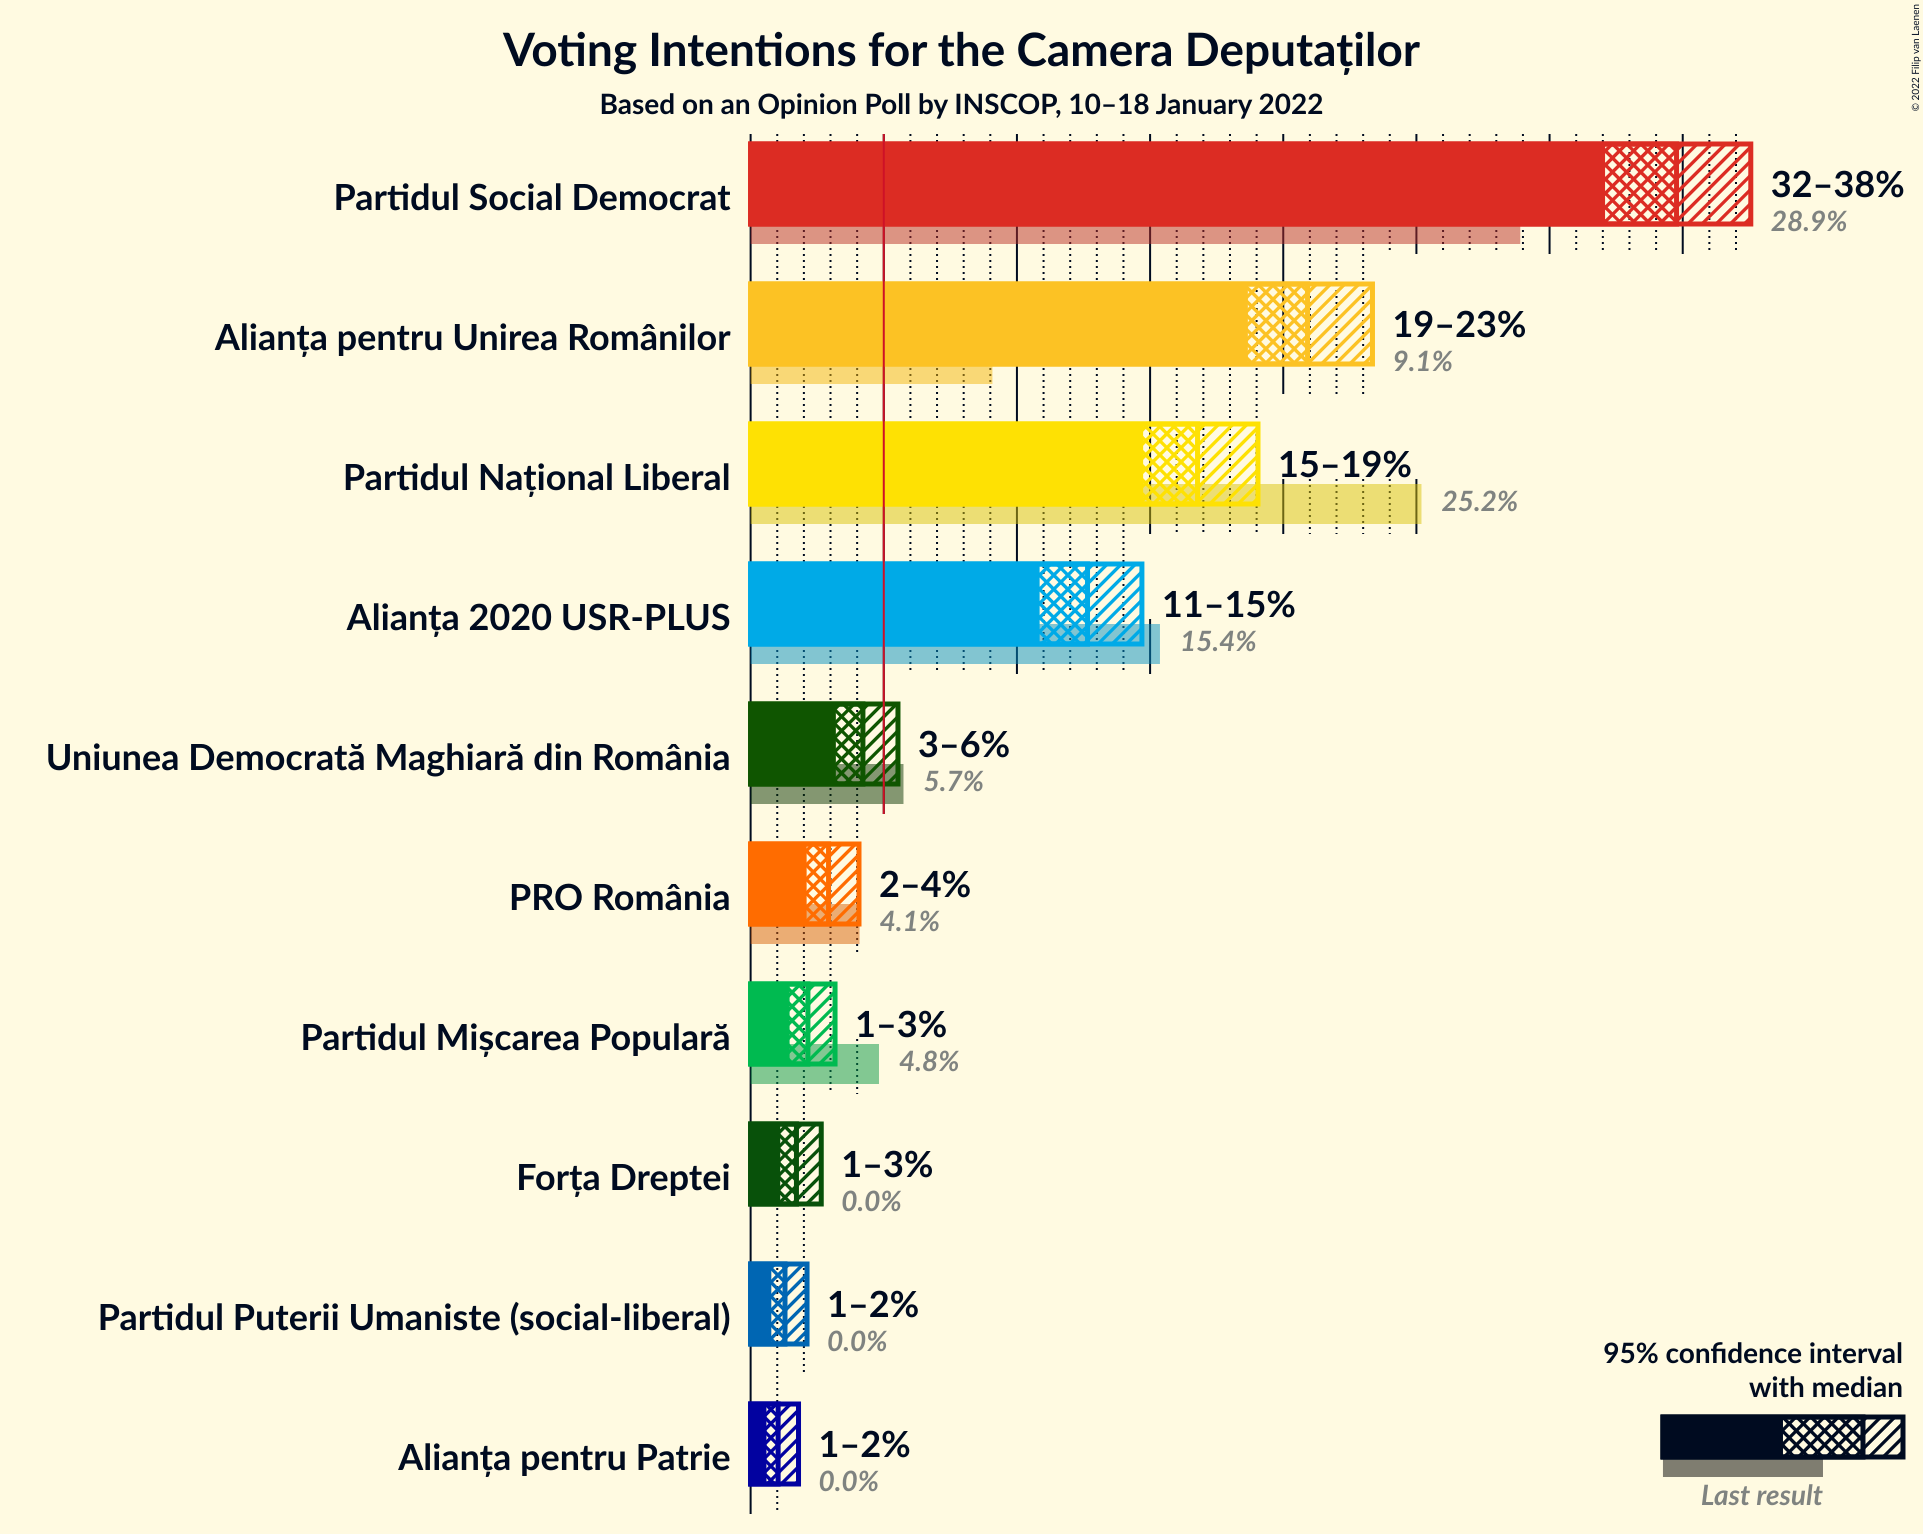 Voting Intentions for the Camera Deputaților
Based on an Opinion Poll by INSCOP, 10–18 January 2022
© 2022 Filip van Laenen
Partidul Social Democrat
32–38%
28.9%
Alianța pentru Unirea Românilor
19–23%
9.1%
Partidul Național Liberal
15–19%
25.2%
Alianța 2020 USR-PLUS
11–15%
15.4%
Uniunea Democrată Maghiară din România
3–6%
5.7%
PRO România
2–4%
4.1%
Partidul Mișcarea Populară
1–3%
4.8%
Forța Dreptei
1–3%
0.0%
Partidul Puterii Umaniste (social-liberal)
1–2%
0.0%
Alianța pentru Patrie
1–2%
0.0%
95% confidence interval
with median
Last result